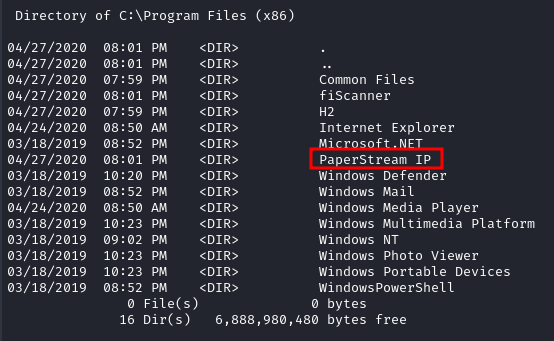 Directory of C:\Program Files (x86)
04/27/2020  08:01 PM    <DIR>          .
04/27/2020  08:01 PM    <DIR>          ..
04/27/2020  07:59 PM    <DIR>          Common Files
04/27/2020  08:01 PM    <DIR>          fiScanner
04/27/2020  07:59 PM    <DIR>          H2
04/24/2020  08:50 AM    <DIR>          Internet Explorer
03/18/2019  08:52 PM    <DIR>          Microsoft.NET
04/27/2020  08:01 PM    <DIR>          PaperStream IP
03/18/2019  10:20 PM    <DIR>          Windows Defender
03/18/2019  08:52 PM    <DIR>          Windows Mail
04/24/2020  08:50 AM    <DIR>          Windows Media Player
03/18/2019  10:23 PM    <DIR>          Windows Multimedia Platform
03/18/2019  09:02 PM    <DIR>          Windows NT
03/18/2019  10:23 PM    <DIR>          Windows Photo Viewer
03/18/2019  10:23 PM    <DIR>          Windows Portable Devices
03/18/2019  08:52 PM    <DIR>          WindowsPowerShell
0 File(s)              0 bytes
16 Dir(s)   6,888,980,480 bytes free